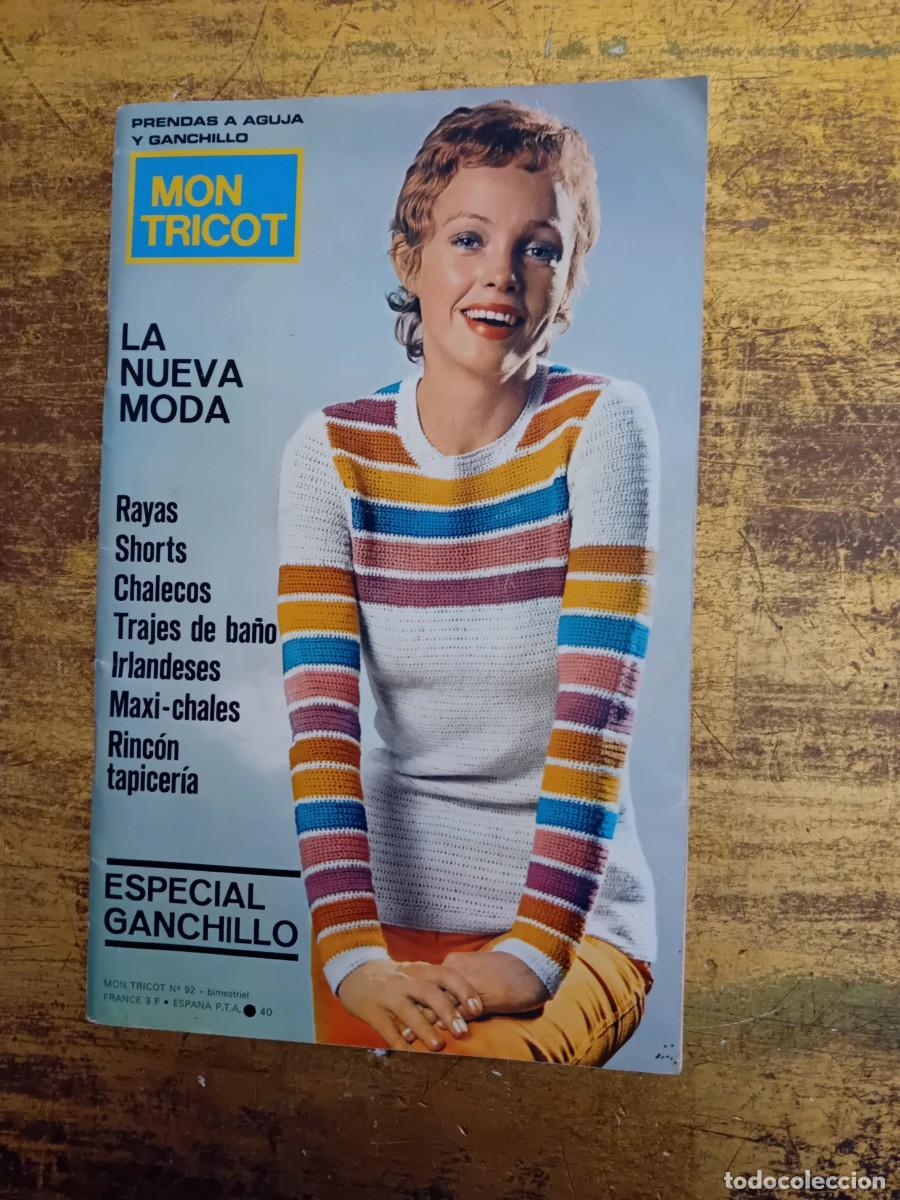 PRENDAS A AGUJA
Y GANCHILLO
MON
TRICOT
LA
NUEVA
MODA
Rayas
Shorts
Chalecos
Trajes de baño
Irlandeses
Maxi-chales
Rincón
tapicería
ESPECIAL
GANCHILLO
MON TRICOT Nº 92 - bimestriel
FRANCE 3 F • ESPANA P.T.A. ● 40
todocoleccion